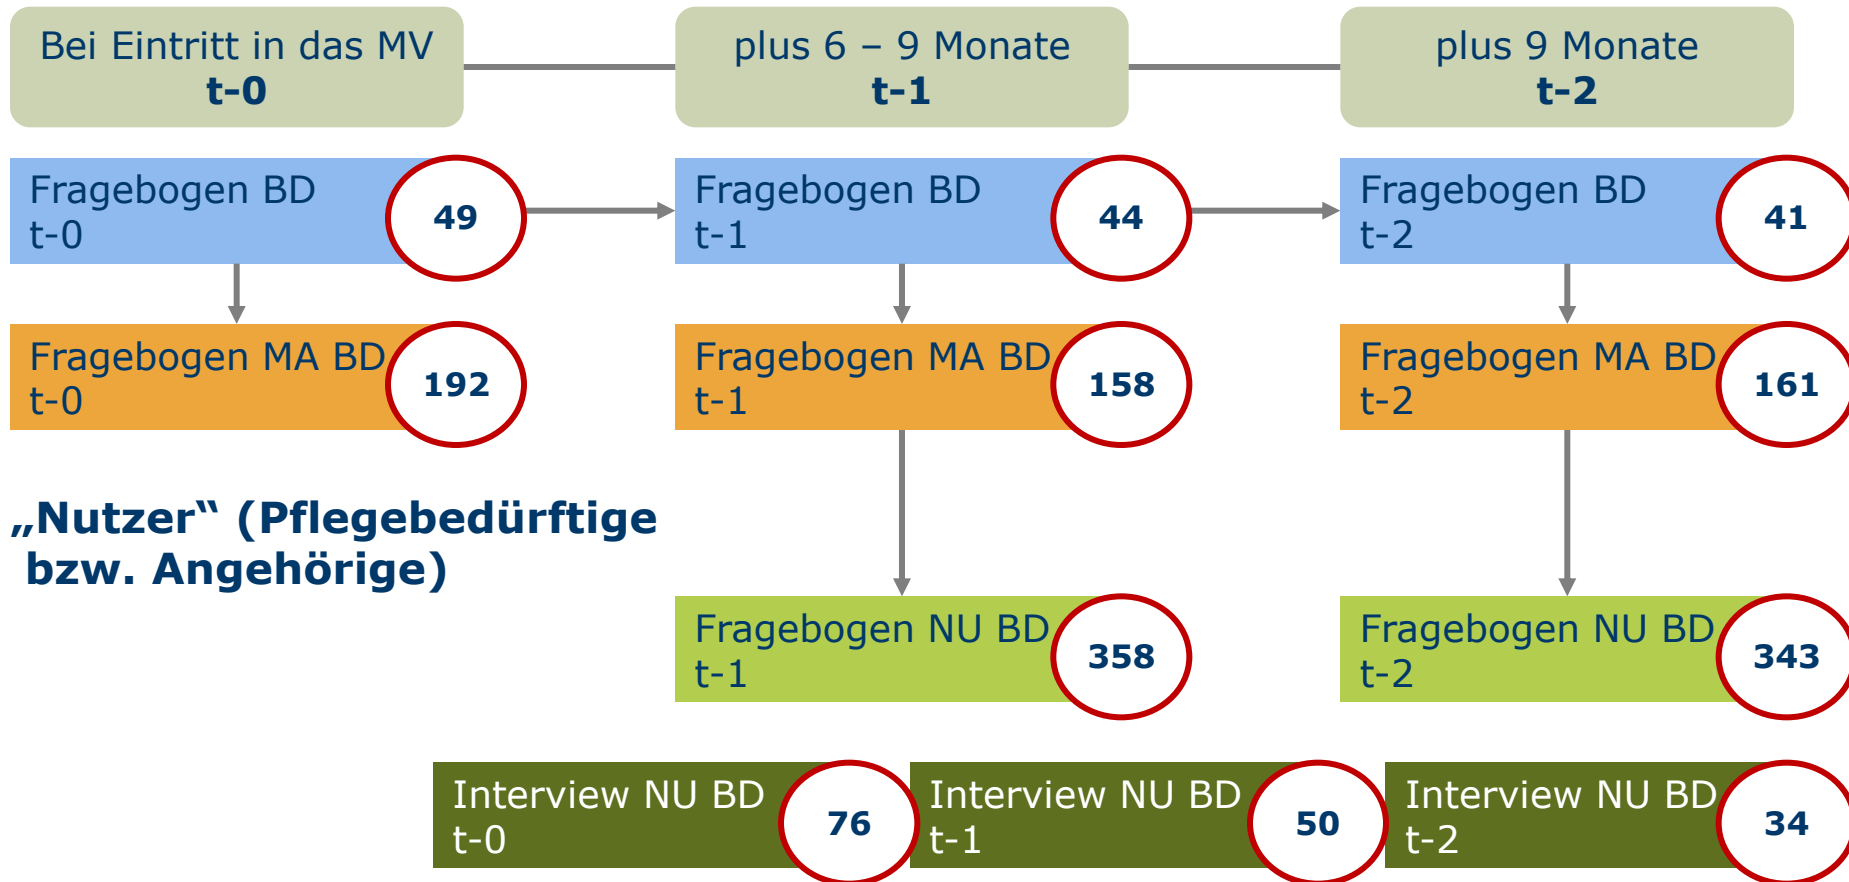 Bei Eintritt in das MV
t-0
plus 6 – 9 Monate
t-1
plus 9 Monate
t-2
Fragebogen BD
t-0
49
Fragebogen BD
t-1
44
Fragebogen BD
t-2
41
Fragebogen MA BD
t-0
192
Fragebogen MA BD
t-1
158
Fragebogen MA BD
t-2
161
„Nutzer“ (Pflegebedürftige
bzw. Angehörige)
Fragebogen NU BD
t-1
358
Fragebogen NU BD
t-2
343
Interview NU BD
t-0
76
Interview NU BD
t-1
50
Interview NU BD
t-2
34